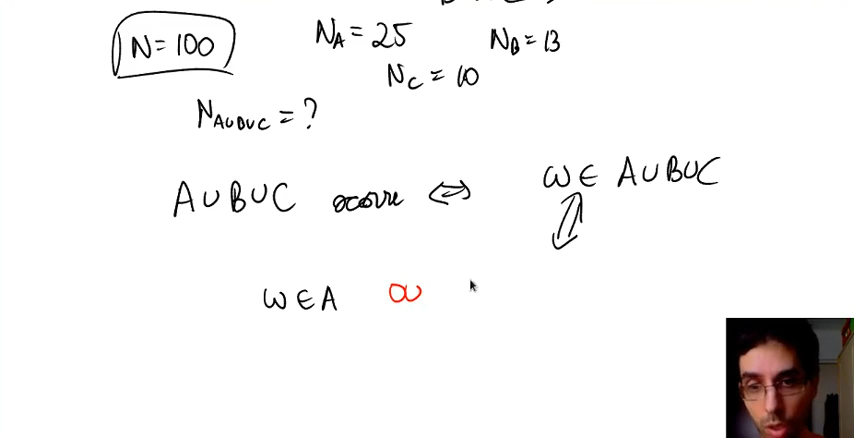 N = 100 N_A = 25 N_B = 13
N_C = 10
N_{A∪B∪C} = ?
A∪B∪C ocorre ⇔ ω ∈ A∪B∪C
ω ∈ A ou